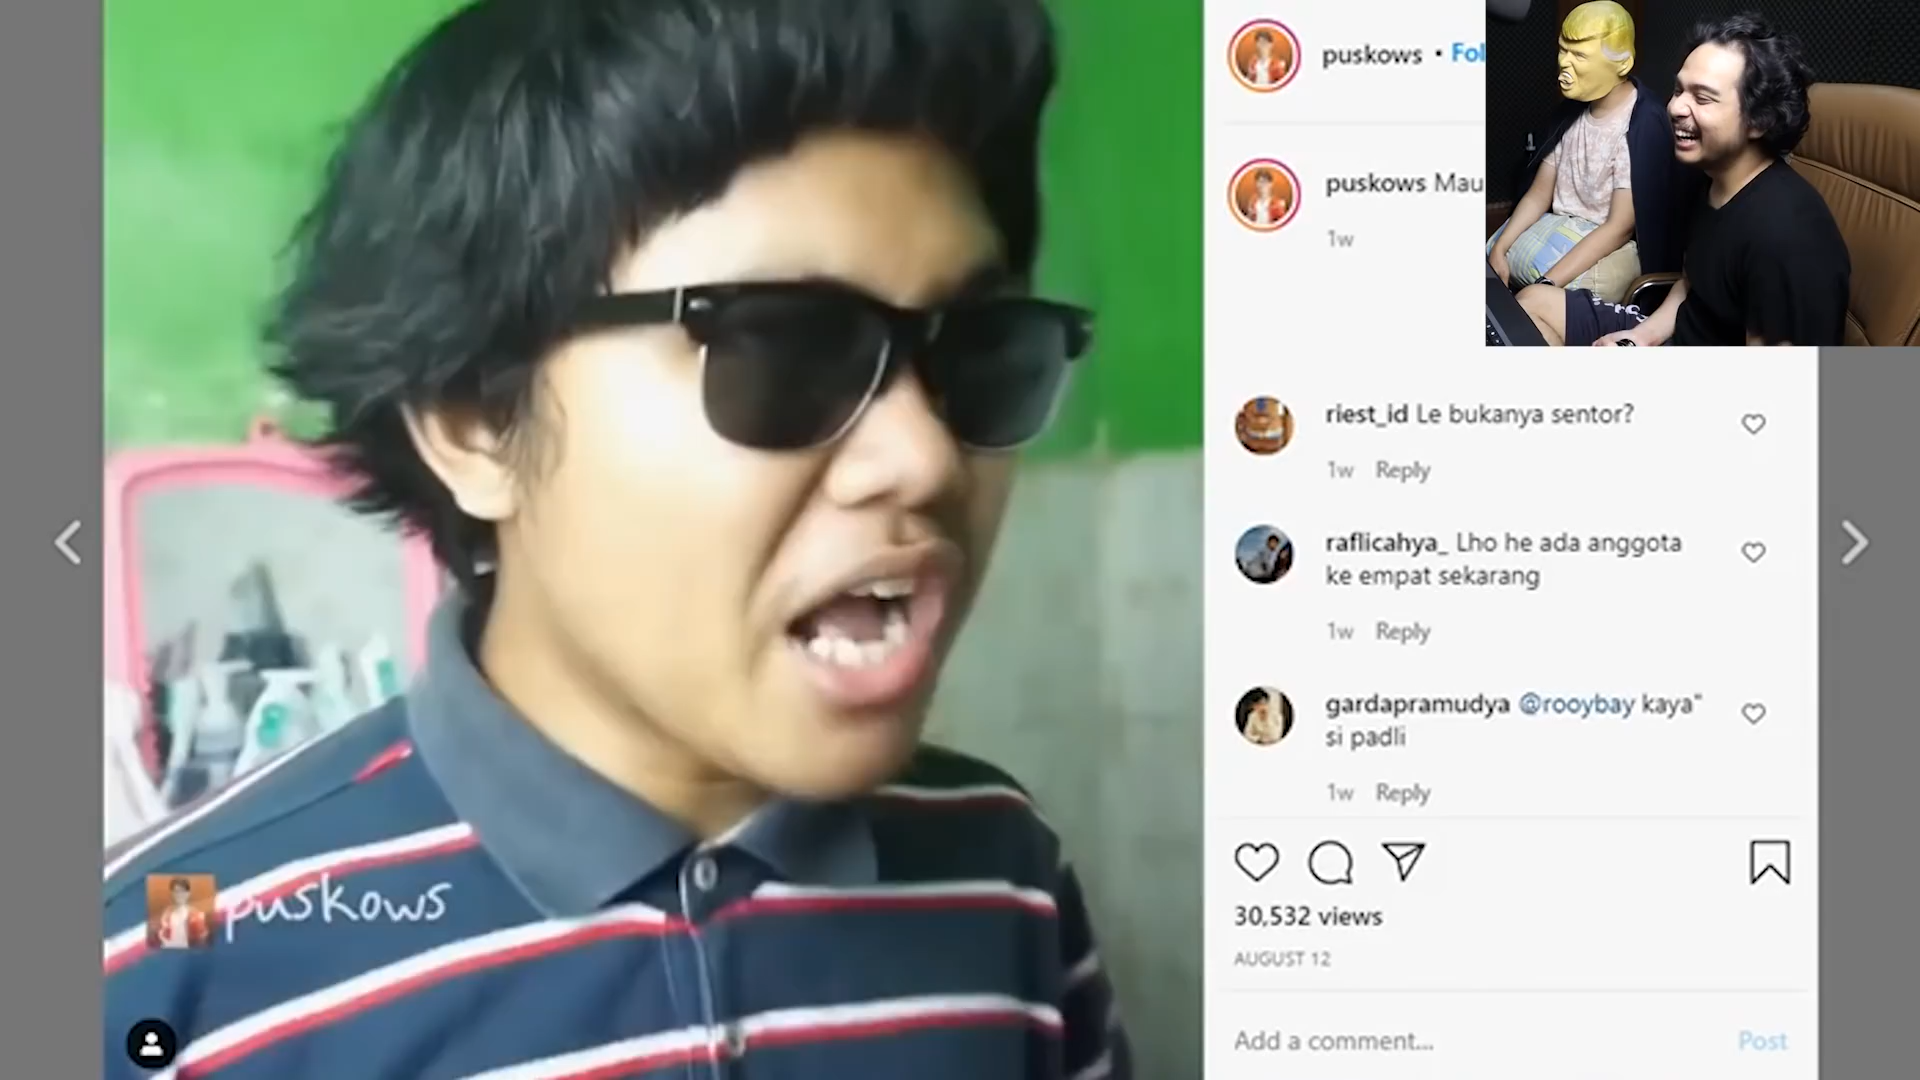 puskows • Fol
puskows Mau
1w
riest_id Le bukanya sentor?
1w Reply
raflicahya_ Lho he ada anggota
ke empat sekarang
1w Reply
gardapramudya @rooybay kaya"
si padli
1w Reply
30,532 views
AUGUST 12
Add a comment... Post
puskows